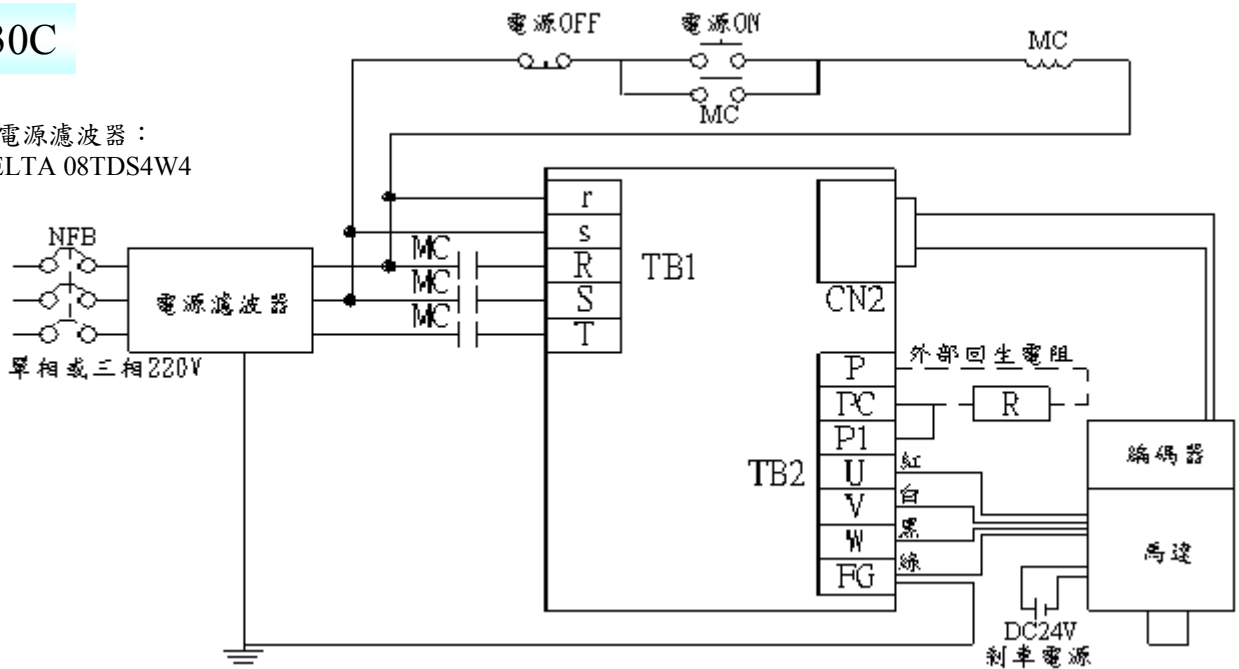 30C
電源OFF
電源ON
MC
MC
電源濾波器：
ELTA 08TDS4W4
NFB
單相或三相220V
電源濾波器
MC
MC
MC
r
s
R
S
T
TB1
CN2
TB2
P
PC
P1
U
V
W
FG
外部回生電阻
R
紅
白
黑
綠
編碼器
馬達
DC24V
剎車電源